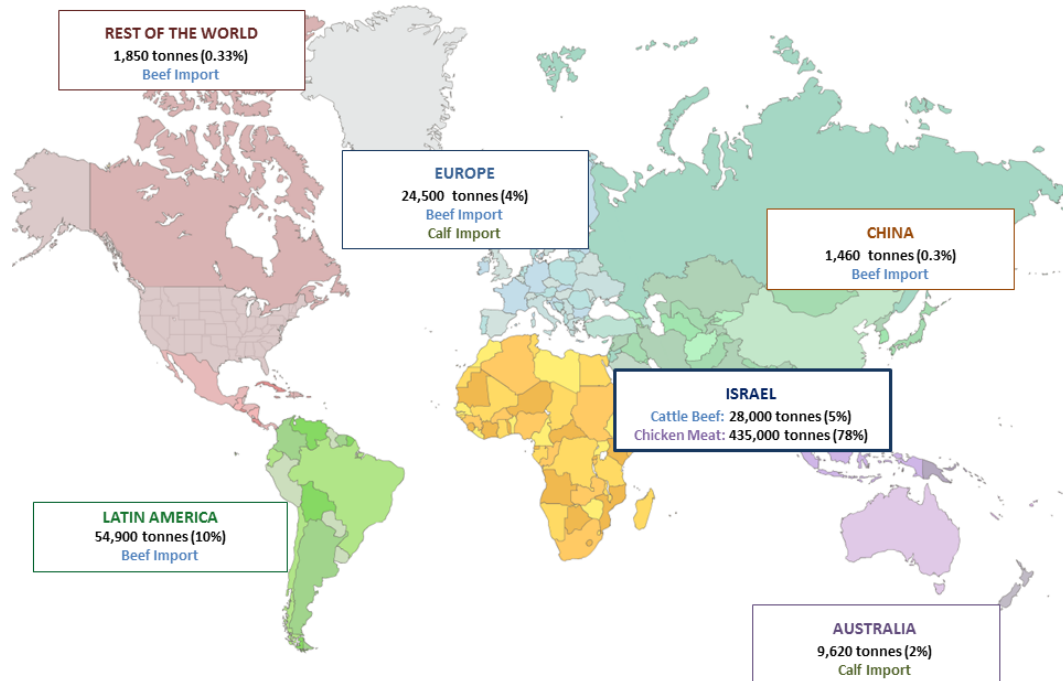 REST OF THE WORLD
1,850 tonnes (0.33%)
Beef Import
EUROPE
24,500 tonnes (4%)
Beef Import
Calf Import
CHINA
1,460 tonnes (0.3%)
Beef Import
ISRAEL
Cattle Beef: 28,000 tonnes (5%)
Chicken Meat: 435,000 tonnes (78%)
LATIN AMERICA
54,900 tonnes (10%)
Beef Import
AUSTRALIA
9,620 tonnes (2%)
Calf Import